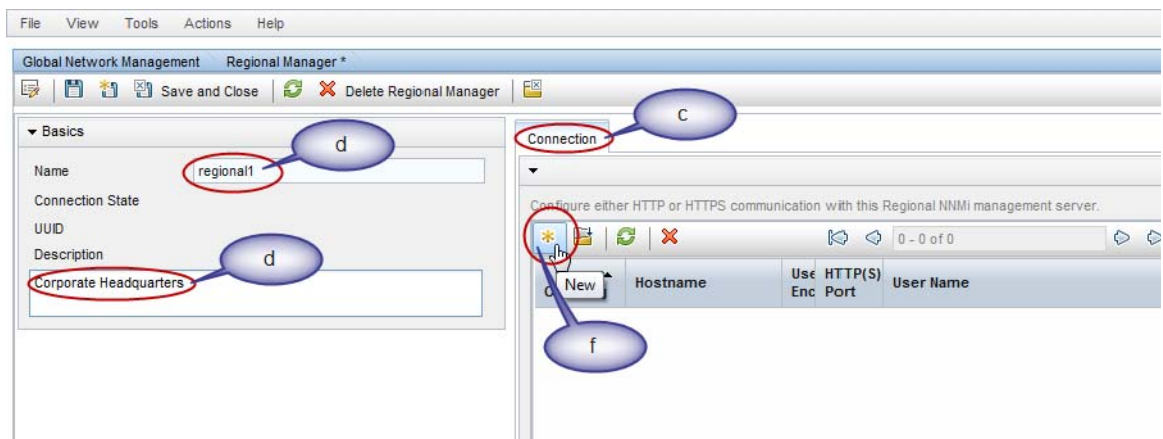 File View Tools Actions Help
Global Network Management Regional Manager *
Save and Close Delete Regional Manager
Basics
d
Name regional1
Connection State
UUID
Description
d
Corporate Headquarters
c
Connection
Configure either HTTP or HTTPS communication with this Regional NNMi management server.
0 - 0 of 0
New
Hostname
Use
Enc
HTTP(S)
Port
User Name
f